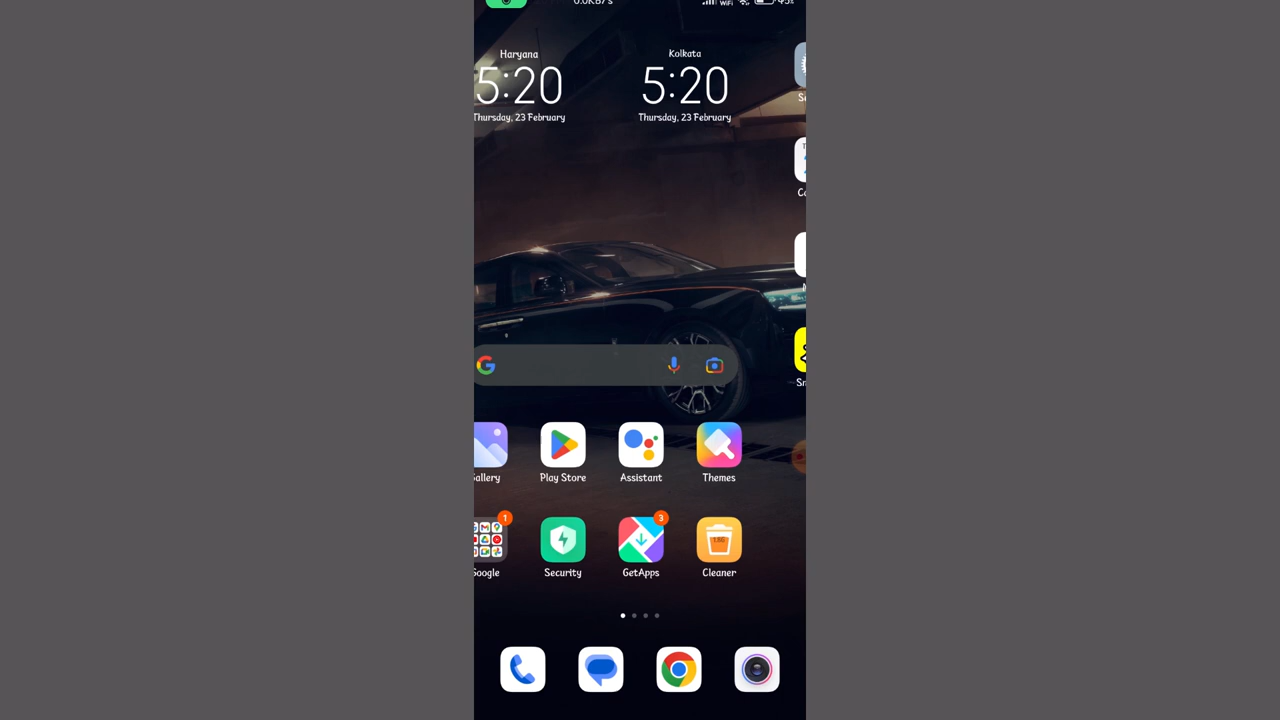 Haryana
Kolkata
5:20
5:20
Thursday, 23 February
Thursday, 23 February
Play Store
Assistant
Themes
1
3
Security
GetApps
Cleaner